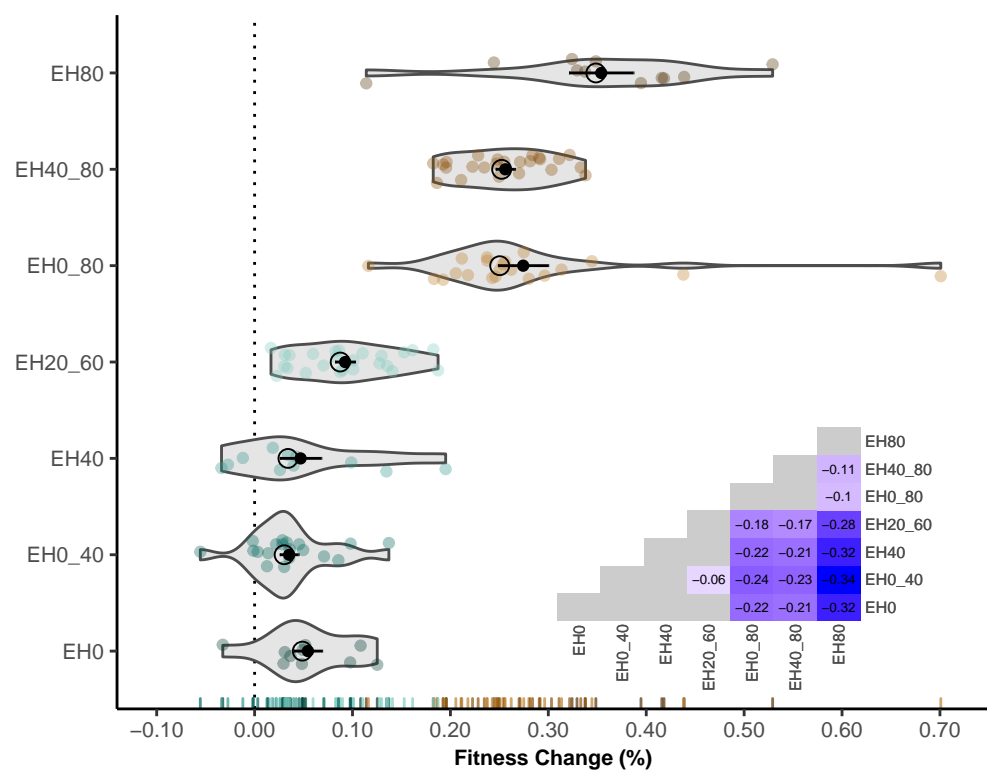 EH80
EH40_80
EH0_80
EH20_60
EH40
EH0_40
EH0
EH80
−0.11 EH40_80
−0.1 EH0_80
−0.18 −0.17 −0.28 EH20_60
−0.22 −0.21 −0.32 EH40
−0.06 −0.24 −0.23 −0.34 EH0_40
−0.22 −0.21 −0.32 EH0
EH0 EH0_40 EH40 EH20_60 EH0_80 EH40_80 EH80
−0.10 0.00 0.10 0.20 0.30 0.40 0.50 0.60 0.70
Fitness Change (%)